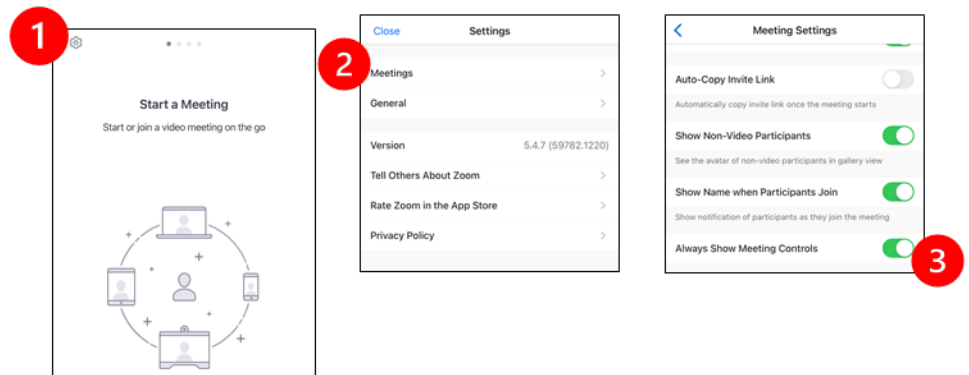 1
Start a Meeting
Start or join a video meeting on the go
2
Close Settings
Meetings
General
Version 5.4.7 (59782.1220)
Tell Others About Zoom
Rate Zoom in the App Store
Privacy Policy
Meeting Settings
Auto-Copy Invite Link
Automatically copy invite link once the meeting starts
Show Non-Video Participants
See the avatar of non-video participants in gallery view
Show Name when Participants Join
Show notification of participants as they join the meeting
Always Show Meeting Controls
3